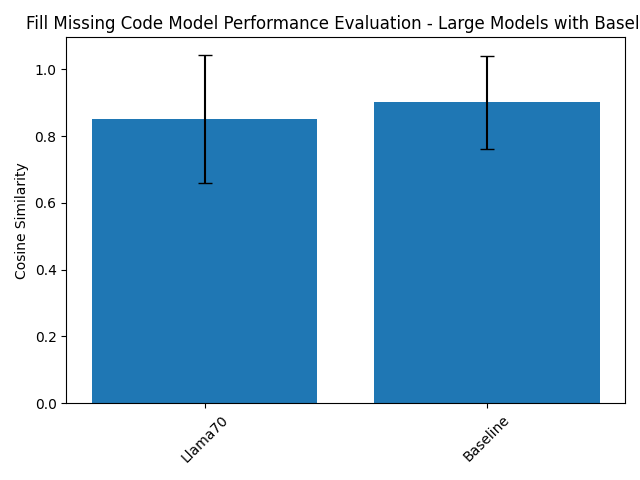 Fill Missing Code Model Performance Evaluation - Large Models with Basel
1.0
0.8
0.6
0.4
0.2
0.0
Cosine Similarity
Llama70
Baseline